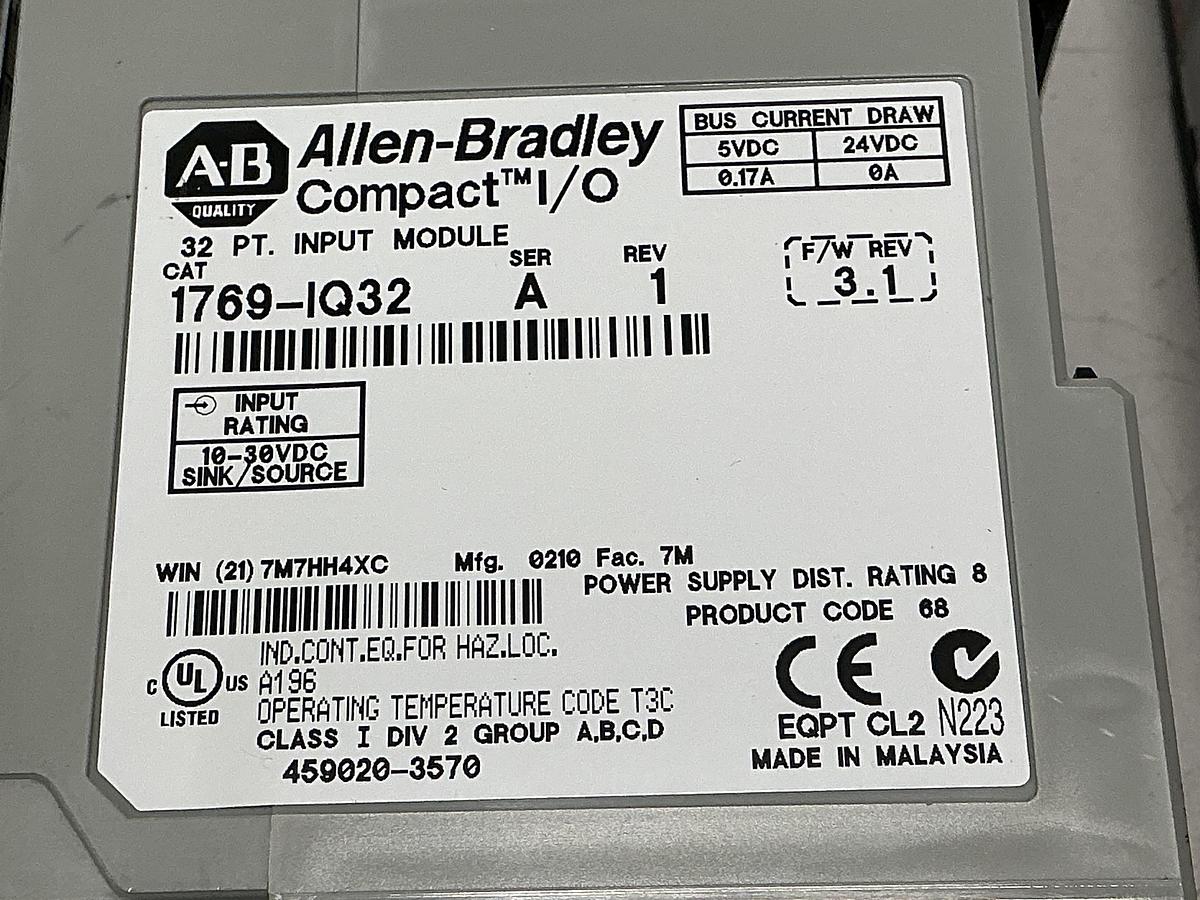 A-B
QUALITY
Allen-Bradley
Compact™ I/O
BUS CURRENT DRAW
5VDC 24VDC
0.17A 0A
32 PT. INPUT MODULE
CAT SER REV
1769-IQ32 A 1
F/W REV
3.1
INPUT
RATING
10-30VDC
SINK/SOURCE
WIN (21) 7M7HH4XC Mfg. 0210 Fac. 7M
POWER SUPPLY DIST. RATING 8
PRODUCT CODE 68
IND.CONT.EQ.FOR HAZ.LOC.
C UL US A196
LISTED
OPERATING TEMPERATURE CODE T3C
CLASS I DIV 2 GROUP A,B,C,D
459020-3570
CE
EQPT CL2 N223
MADE IN MALAYSIA